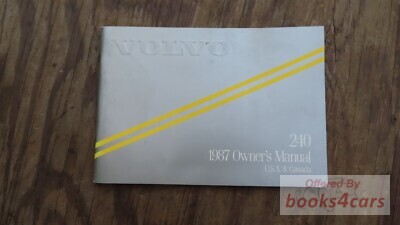 VOLVO
240
1987 Owner's Manual
U.S.A. & Canada
Offered By
books4cars